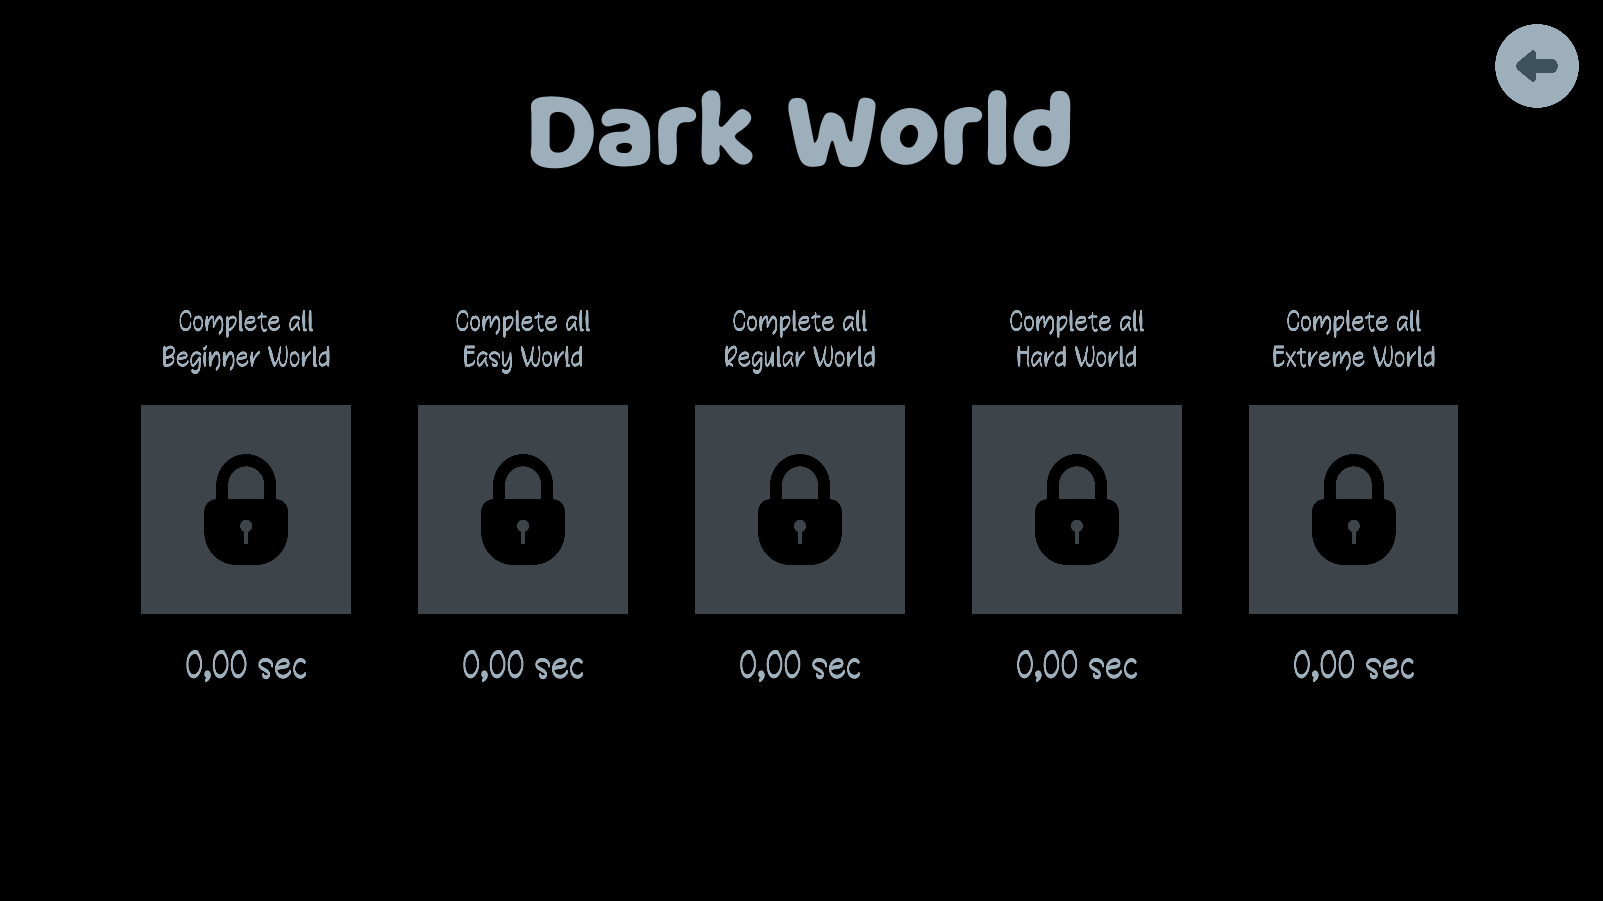 Dark World
Complete all
Beginner World
Complete all
Easy World
Complete all
Regular World
Complete all
Hard World
Complete all
Extreme World
0,00 sec
0,00 sec
0,00 sec
0,00 sec
0,00 sec